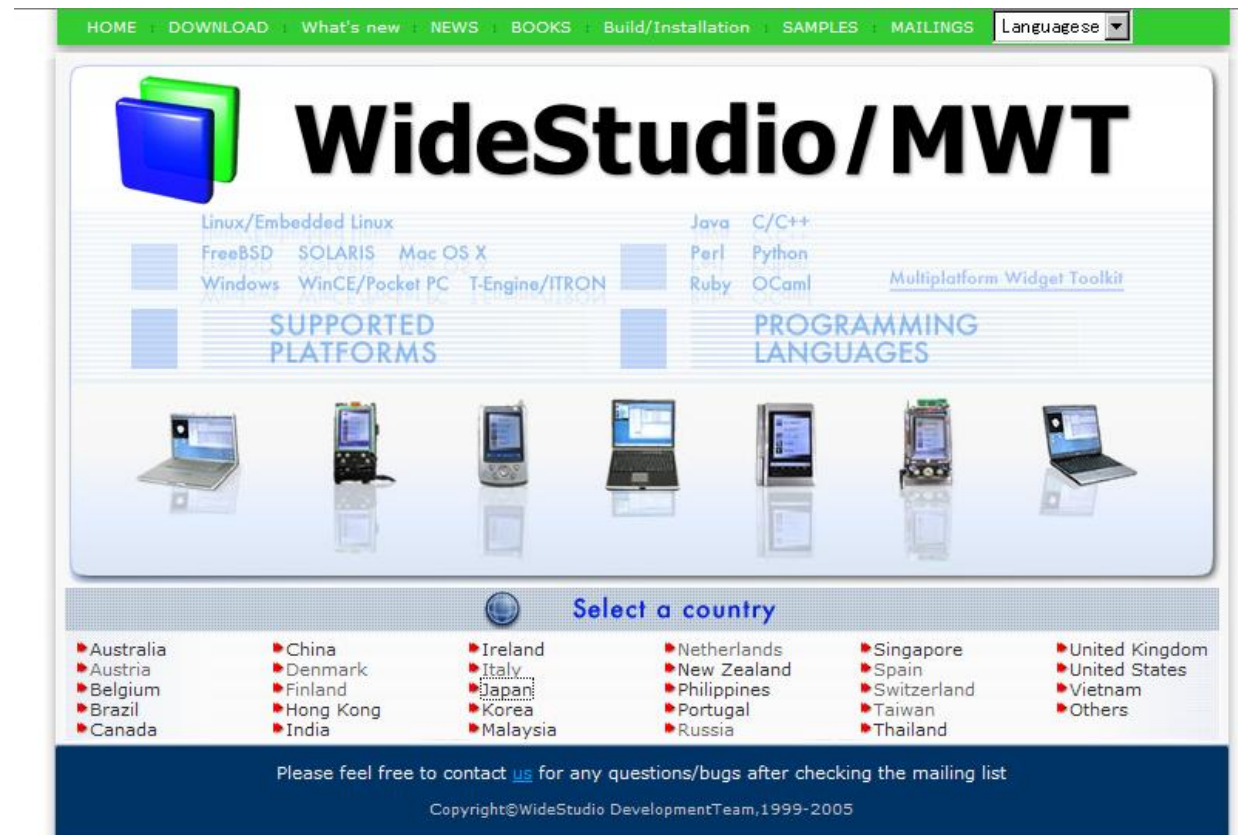 HOME : DOWNLOAD : What's new : NEWS : BOOKS : Build/Installation : SAMPLES : MAILINGS Languagese
WideStudio/MWT
Linux/Embedded Linux
FreeBSD SOLARIS Mac OS X
Windows WinCE/Pocket PC T-Engine/ITRON
SUPPORTED
PLATFORMS
Java C/C++
Perl Python
Ruby OCaml
PROGRAMMING
LANGUAGES
Multiplatform Widget Toolkit
Select a country
Australia China Ireland Netherlands Singapore United Kingdom
Austria Denmark Italy New Zealand Spain United States
Belgium Finland Japan Philippines Switzerland Vietnam
Brazil Hong Kong Korea Portugal Taiwan Others
Canada India Malaysia Russia Thailand
Please feel free to contact us for any questions/bugs after checking the mailing list
Copyright©WideStudio DevelopmentTeam,1999-2005